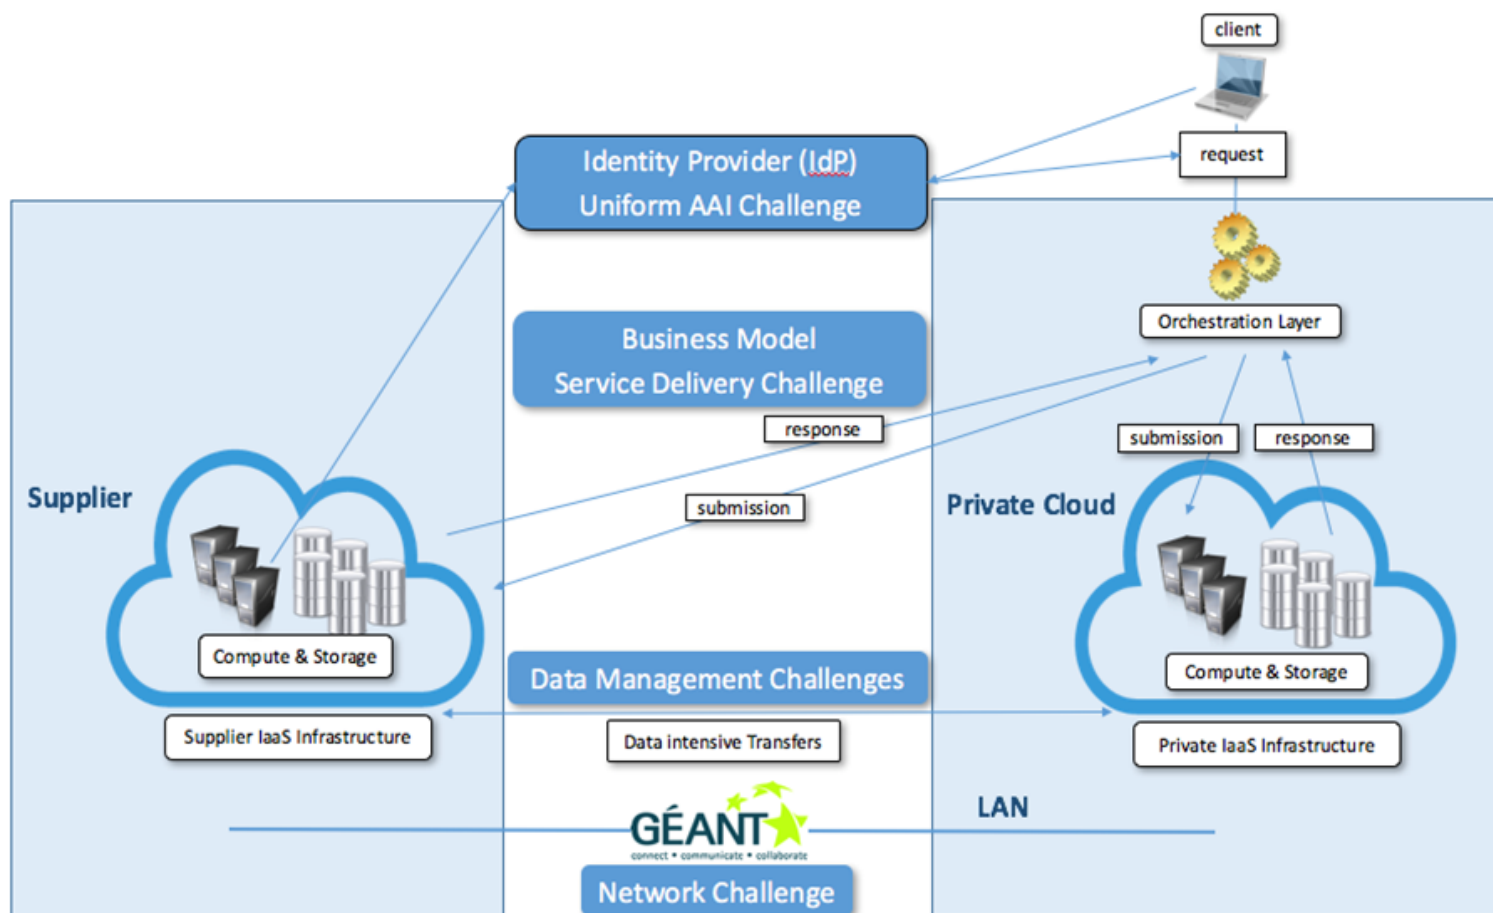 client
request
Identity Provider (IdP)
Uniform AAI Challenge
Orchestration Layer
Business Model
Service Delivery Challenge
response
submission
response
submission
Supplier
Private Cloud
Compute & Storage
Compute & Storage
Data Management Challenges
Supplier IaaS Infrastructure
Data intensive Transfers
Private IaaS Infrastructure
LAN
GÉANT
connect • communicate • collaborate
Network Challenge